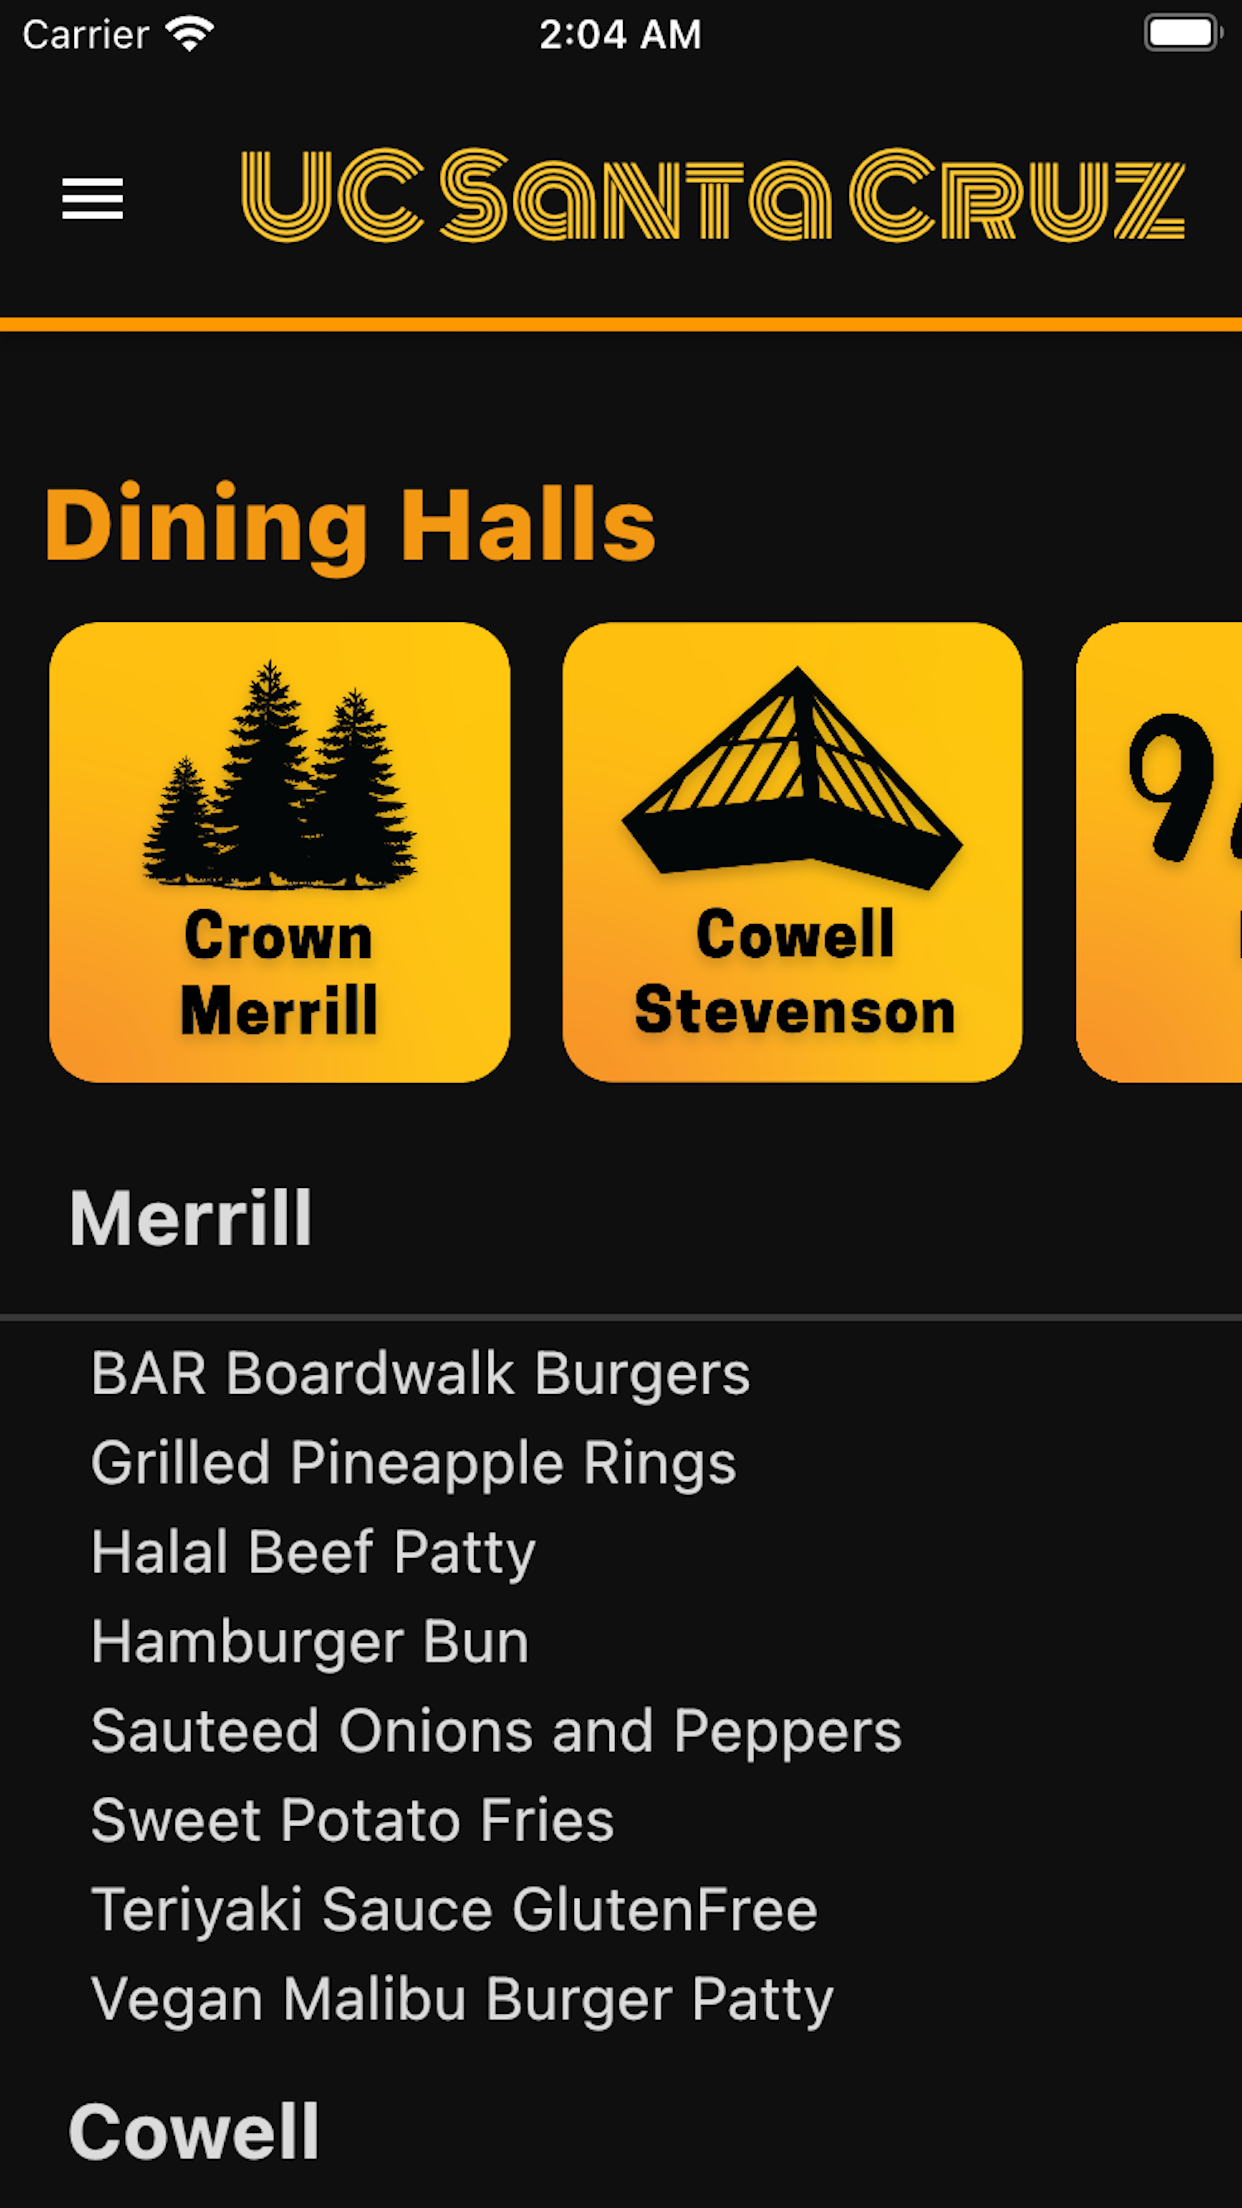 Carrier 2:04 AM
UC Santa Cruz
Dining Halls
Crown
Merrill
Cowell
Stevenson
9
Merrill
BAR Boardwalk Burgers
Grilled Pineapple Rings
Halal Beef Patty
Hamburger Bun
Sauteed Onions and Peppers
Sweet Potato Fries
Teriyaki Sauce GlutenFree
Vegan Malibu Burger Patty
Cowell